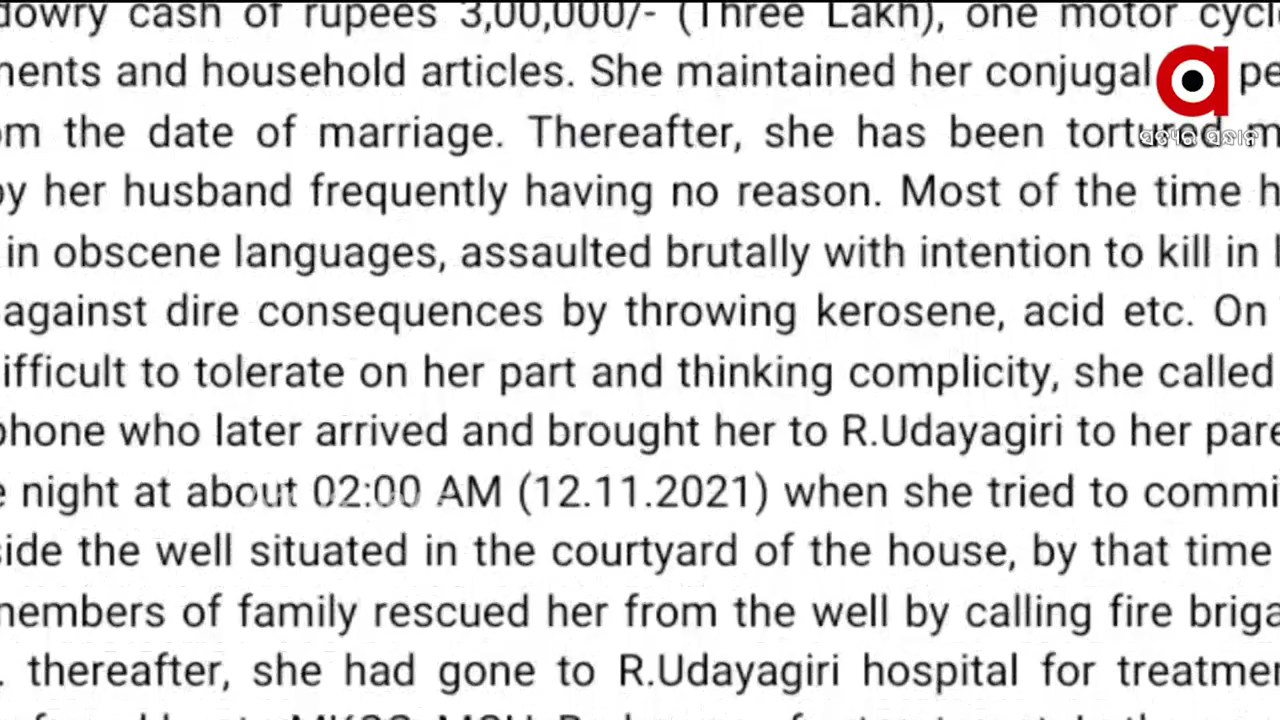 dowry cash of rupees 3,00,000/- (Three Lakh), one motor cycl
ments and household articles. She maintained her conjugal pe
om the date of marriage. Thereafter, she has been tortured m
by her husband frequently having no reason. Most of the time h
in obscene languages, assaulted brutally with intention to kill in
against dire consequences by throwing kerosene, acid etc. On
ifficult to tolerate on her part and thinking complicity, she called
phone who later arrived and brought her to R.Udayagiri to her pare
e night at about 02:00 AM (12.11.2021) when she tried to commi
side the well situated in the courtyard of the house, by that time
members of family rescued her from the well by calling fire briga
. thereafter, she had gone to R.Udayagiri hospital for treatmen